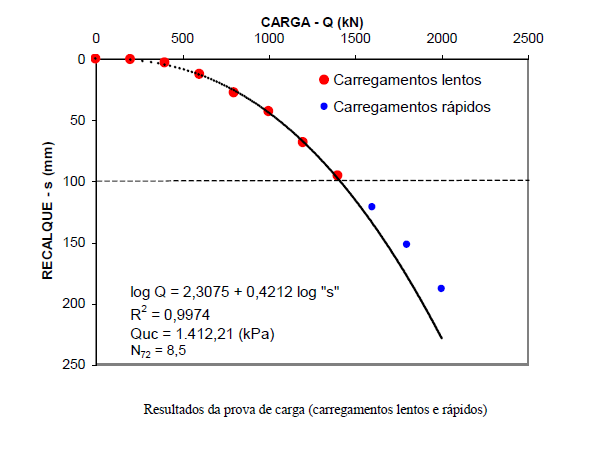 CARGA - Q (kN)
0 500 1000 1500 2000 2500
0
50
100
150
200
250
RECALQUE - s (mm)
Carregamentos lentos
Carregamentos rápidos
log Q = 2,3075 + 0,4212 log "s"
R² = 0,9974
Quc = 1.412,21 (kPa)
N₇₂ = 8,5
Resultados da prova de carga (carregamentos lentos e rápidos)